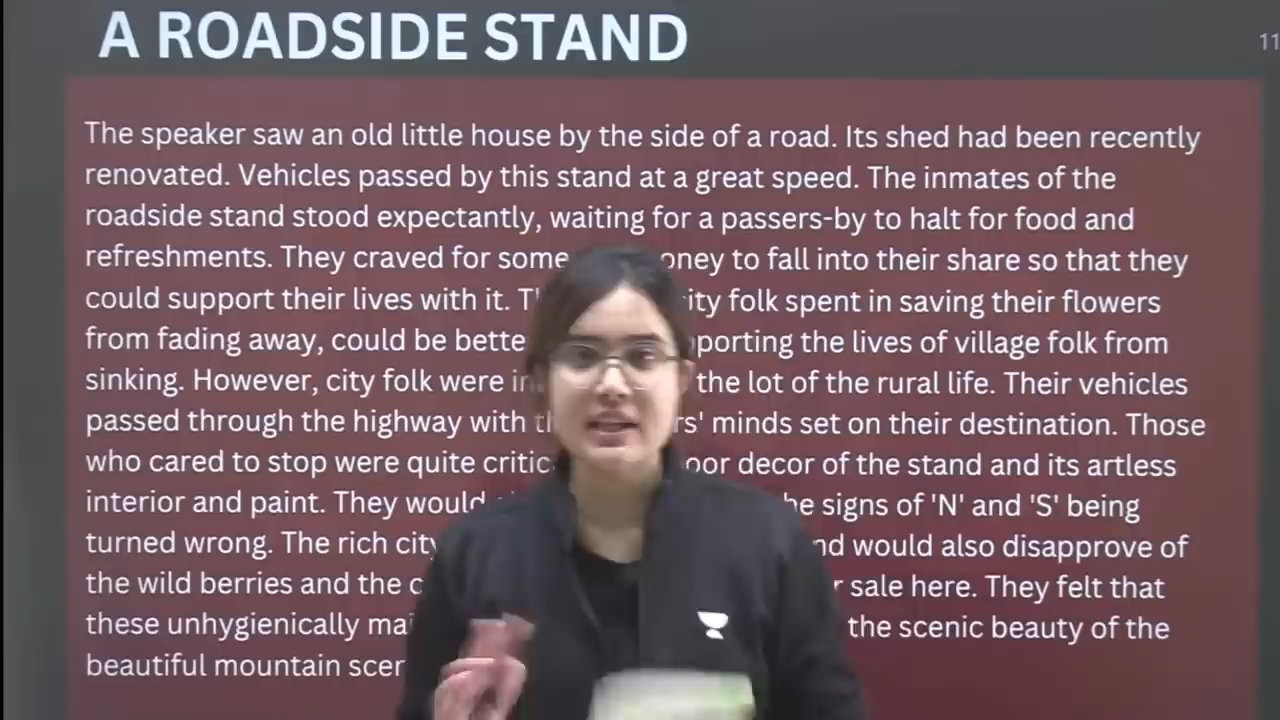 A ROADSIDE STAND
11
The speaker saw an old little house by the side of a road. Its shed had been recently
renovated. Vehicles passed by this stand at a great speed. The inmates of the
roadside stand stood expectantly, waiting for a passers-by to halt for food and
refreshments. They craved for some oney to fall into their share so that they
could support their lives with it. city folk spent in saving their flowers
from fading away, could be bette porting the lives of village folk from
sinking. However, city folk were in the lot of the rural life. Their vehicles
passed through the highway with th rs' minds set on their destination. Those
who cared to stop were quite critic oor decor of the stand and its artless
interior and paint. They would he signs of 'N' and 'S' being
turned wrong. The rich city nd would also disapprove of
the wild berries and the c r sale here. They felt that
these unhygienically mai the scenic beauty of the
beautiful mountain scer